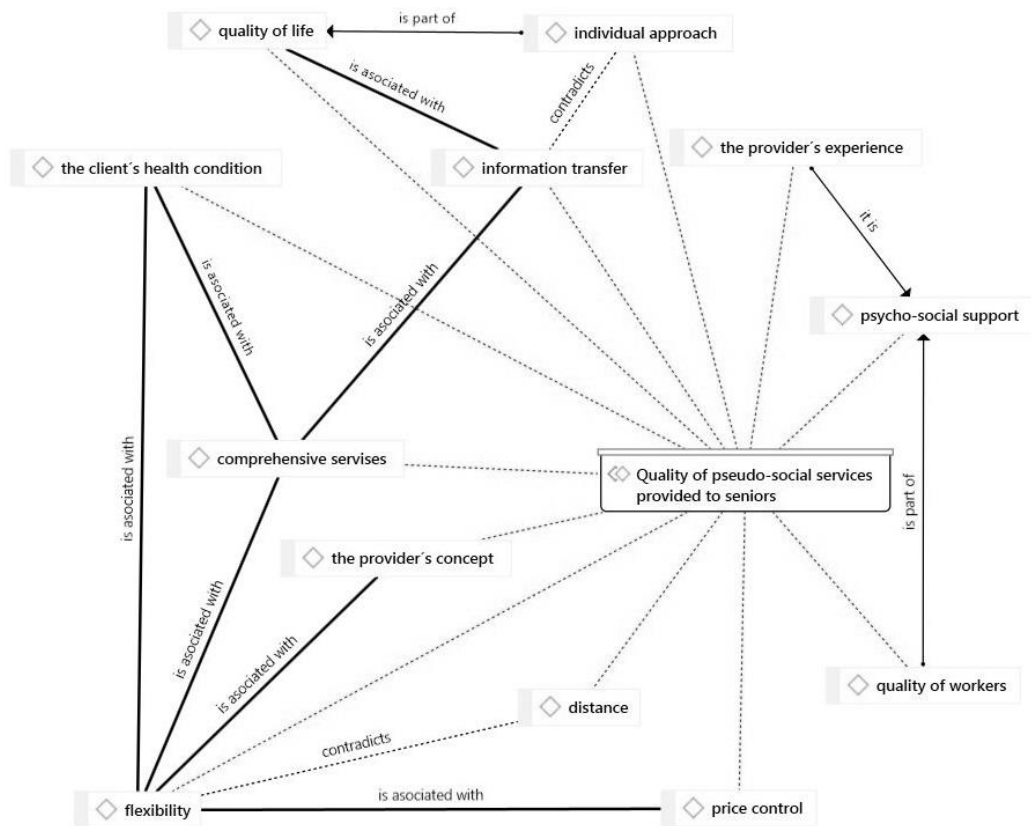 is part of
quality of life
individual approach
is asociated with
contradicts
the provider´s experience
the client´s health condition
information transfer
it is
is asociated with
is asociated with
psycho-social support
is asociated with
comprehensive servises
Quality of pseudo-social services
provided to seniors
is part of
the provider´s concept
is asociated with
is asociated with
quality of workers
distance
contradicts
is asociated with
flexibility
price control